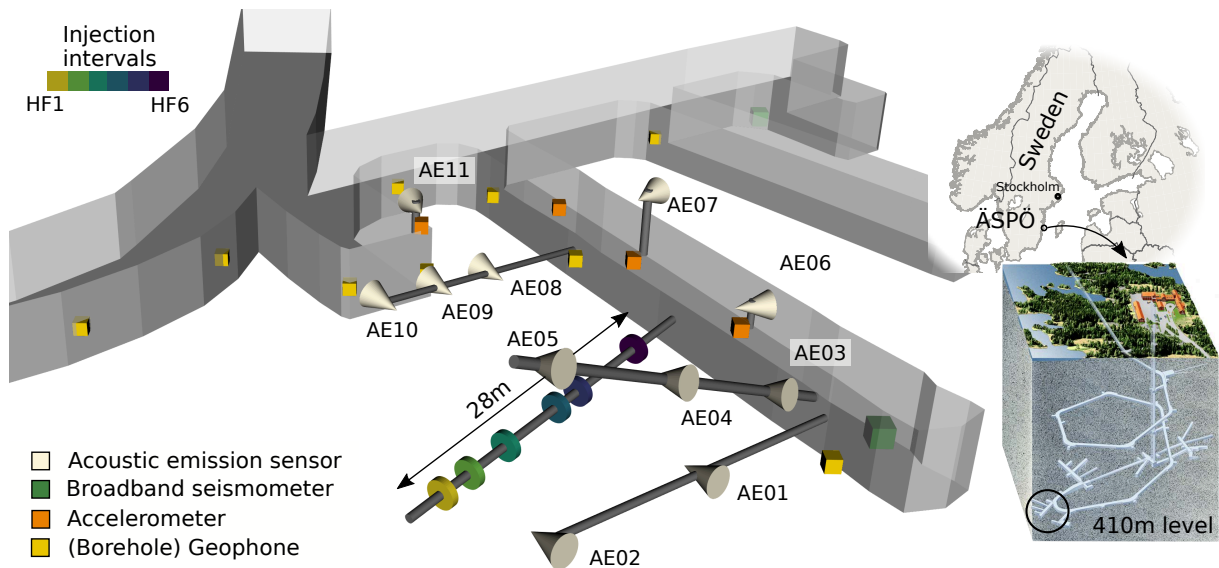 Injection
intervals
HF1
HF6
AE11
AE07
AE06
AE08
AE09
AE10
AE05
AE03
AE04
28m
AE01
AE02
Acoustic emission sensor
Broadband seismometer
Accelerometer
(Borehole) Geophone
Sweden
Stockholm
ÄSPÖ
410m level